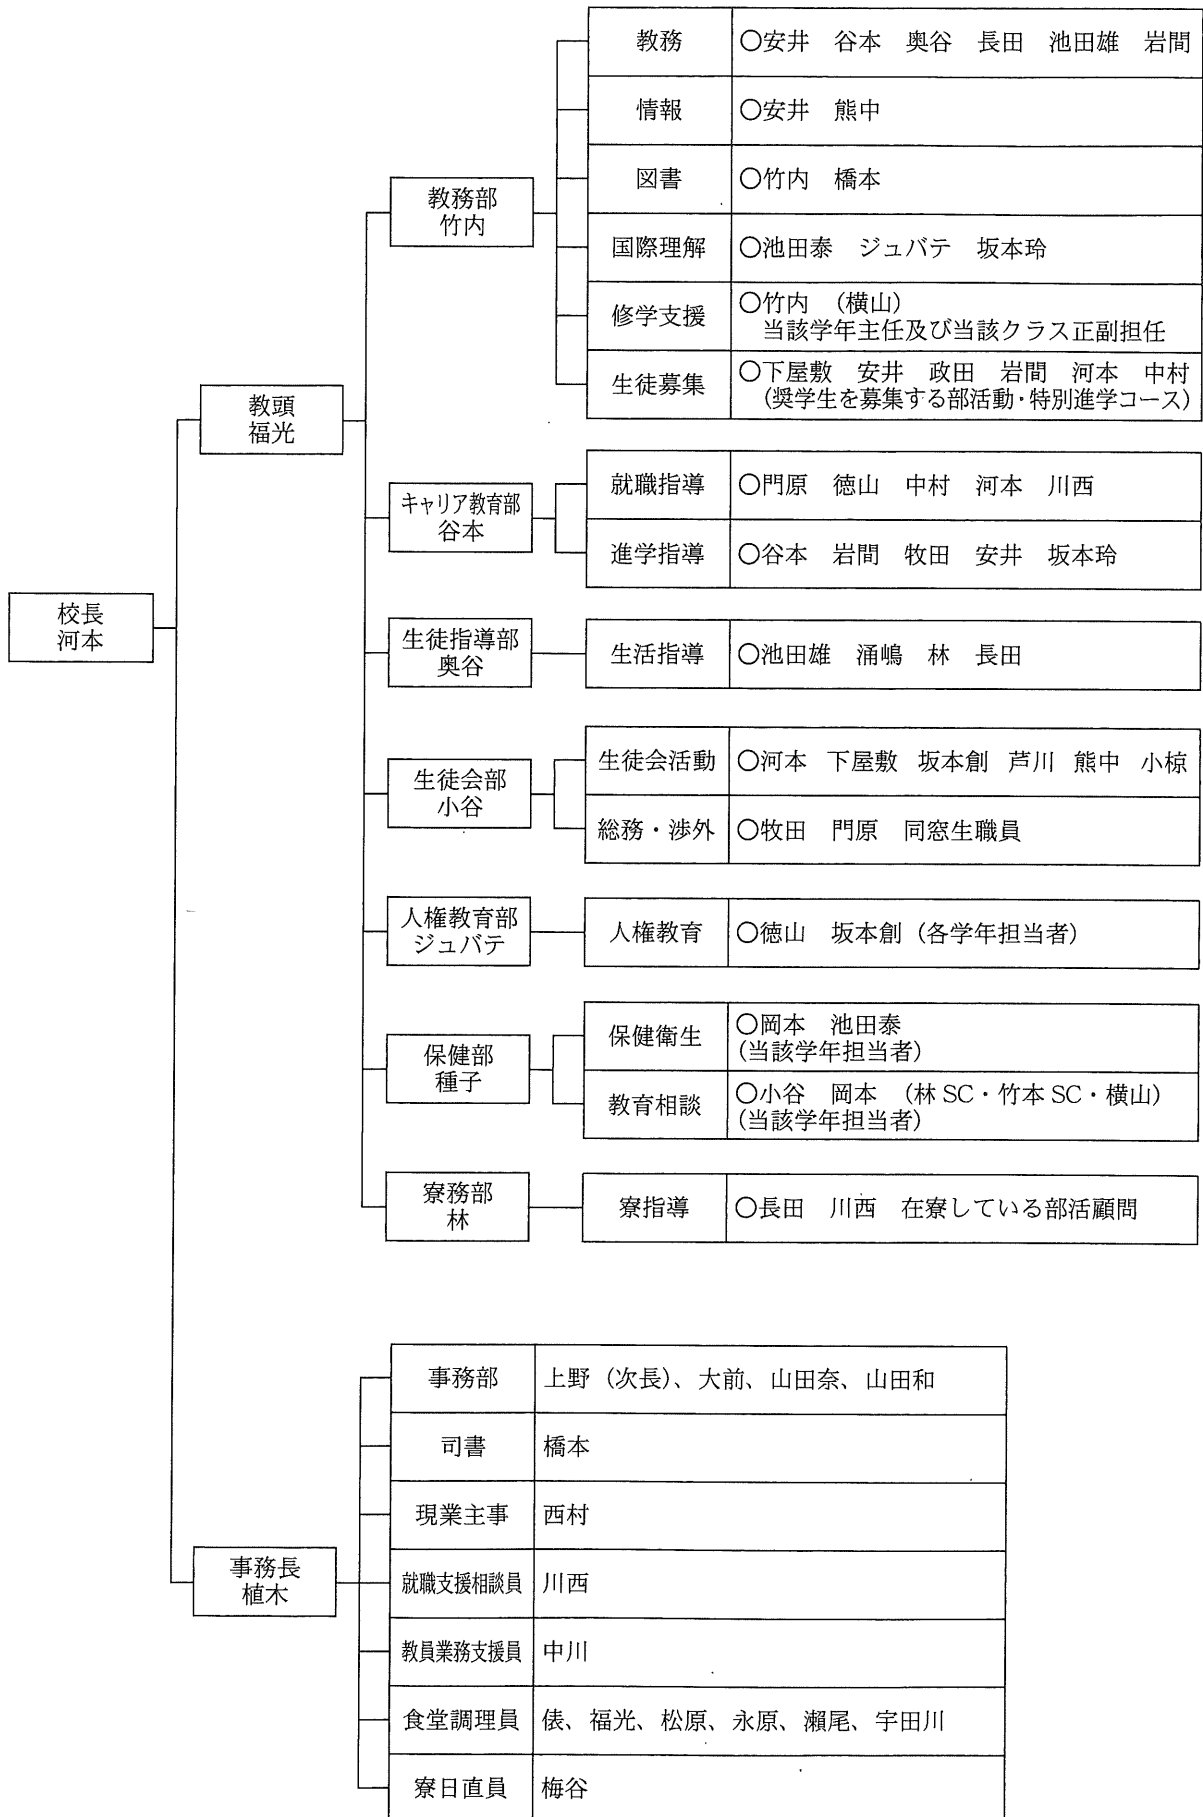 校長
河本
教頭
福光
教務部
竹内
教務 ○安井 谷本 奥谷 長田 池田雄 岩間
情報 ○安井 熊中
図書 ○竹内 橋本
国際理解 ○池田泰 ジュバテ 坂本玲
修学支援 ○竹内 (横山)
当該学年主任及び当該クラス正副担任
生徒募集 ○下屋敷 安井 政田 岩間 河本 中村
(奨学生を募集する部活動・特別進学コース)
キャリア教育部
谷本
就職指導 ○門原 徳山 中村 河本 川西
進学指導 ○谷本 岩間 牧田 安井 坂本玲
生徒指導部
奥谷
生活指導 ○池田雄 涌嶋 林 長田
生徒会部
小谷
生徒会活動 ○河本 下屋敷 坂本創 芦川 熊中 小椋
総務・渉外 ○牧田 門原 同窓生職員
人権教育部
ジュバテ
人権教育 ○徳山 坂本創 (各学年担当者)
保健部
種子
保健衛生 ○岡本 池田泰
(当該学年担当者)
教育相談 ○小谷 岡本 (林 SC・竹本 SC・横山)
(当該学年担当者)
寮務部
林
寮指導 ○長田 川西 在寮している部活顧問
事務長
植木
事務部 上野 (次長)、大前、山田奈、山田和
司書 橋本
現業主事 西村
就職支援相談員 川西
教員業務支援員 中川
食堂調理員 俵、福光、松原、永原、瀬尾、宇田川
寮日直員 梅谷